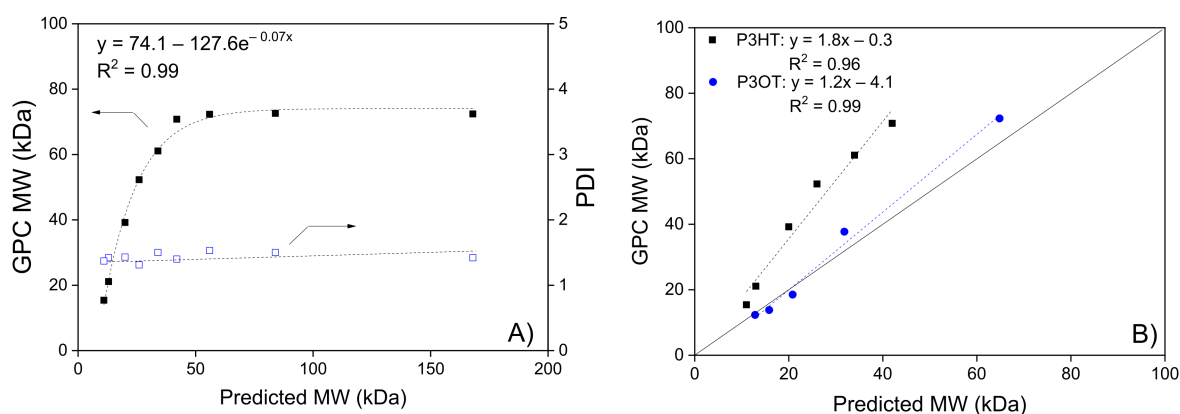 y = 74.1 – 127.6e^– 0.07x
R² = 0.99
100
80
60
40
20
0
GPC MW (kDa)
5
4
3
2
1
0
PDI
A)
0 50 100 150 200
Predicted MW (kDa)
P3HT: y = 1.8x – 0.3
R² = 0.96
P3OT: y = 1.2x – 4.1
R² = 0.99
100
80
60
40
20
0
GPC MW (kDa)
B)
0 20 40 60 80 100
Predicted MW (kDa)